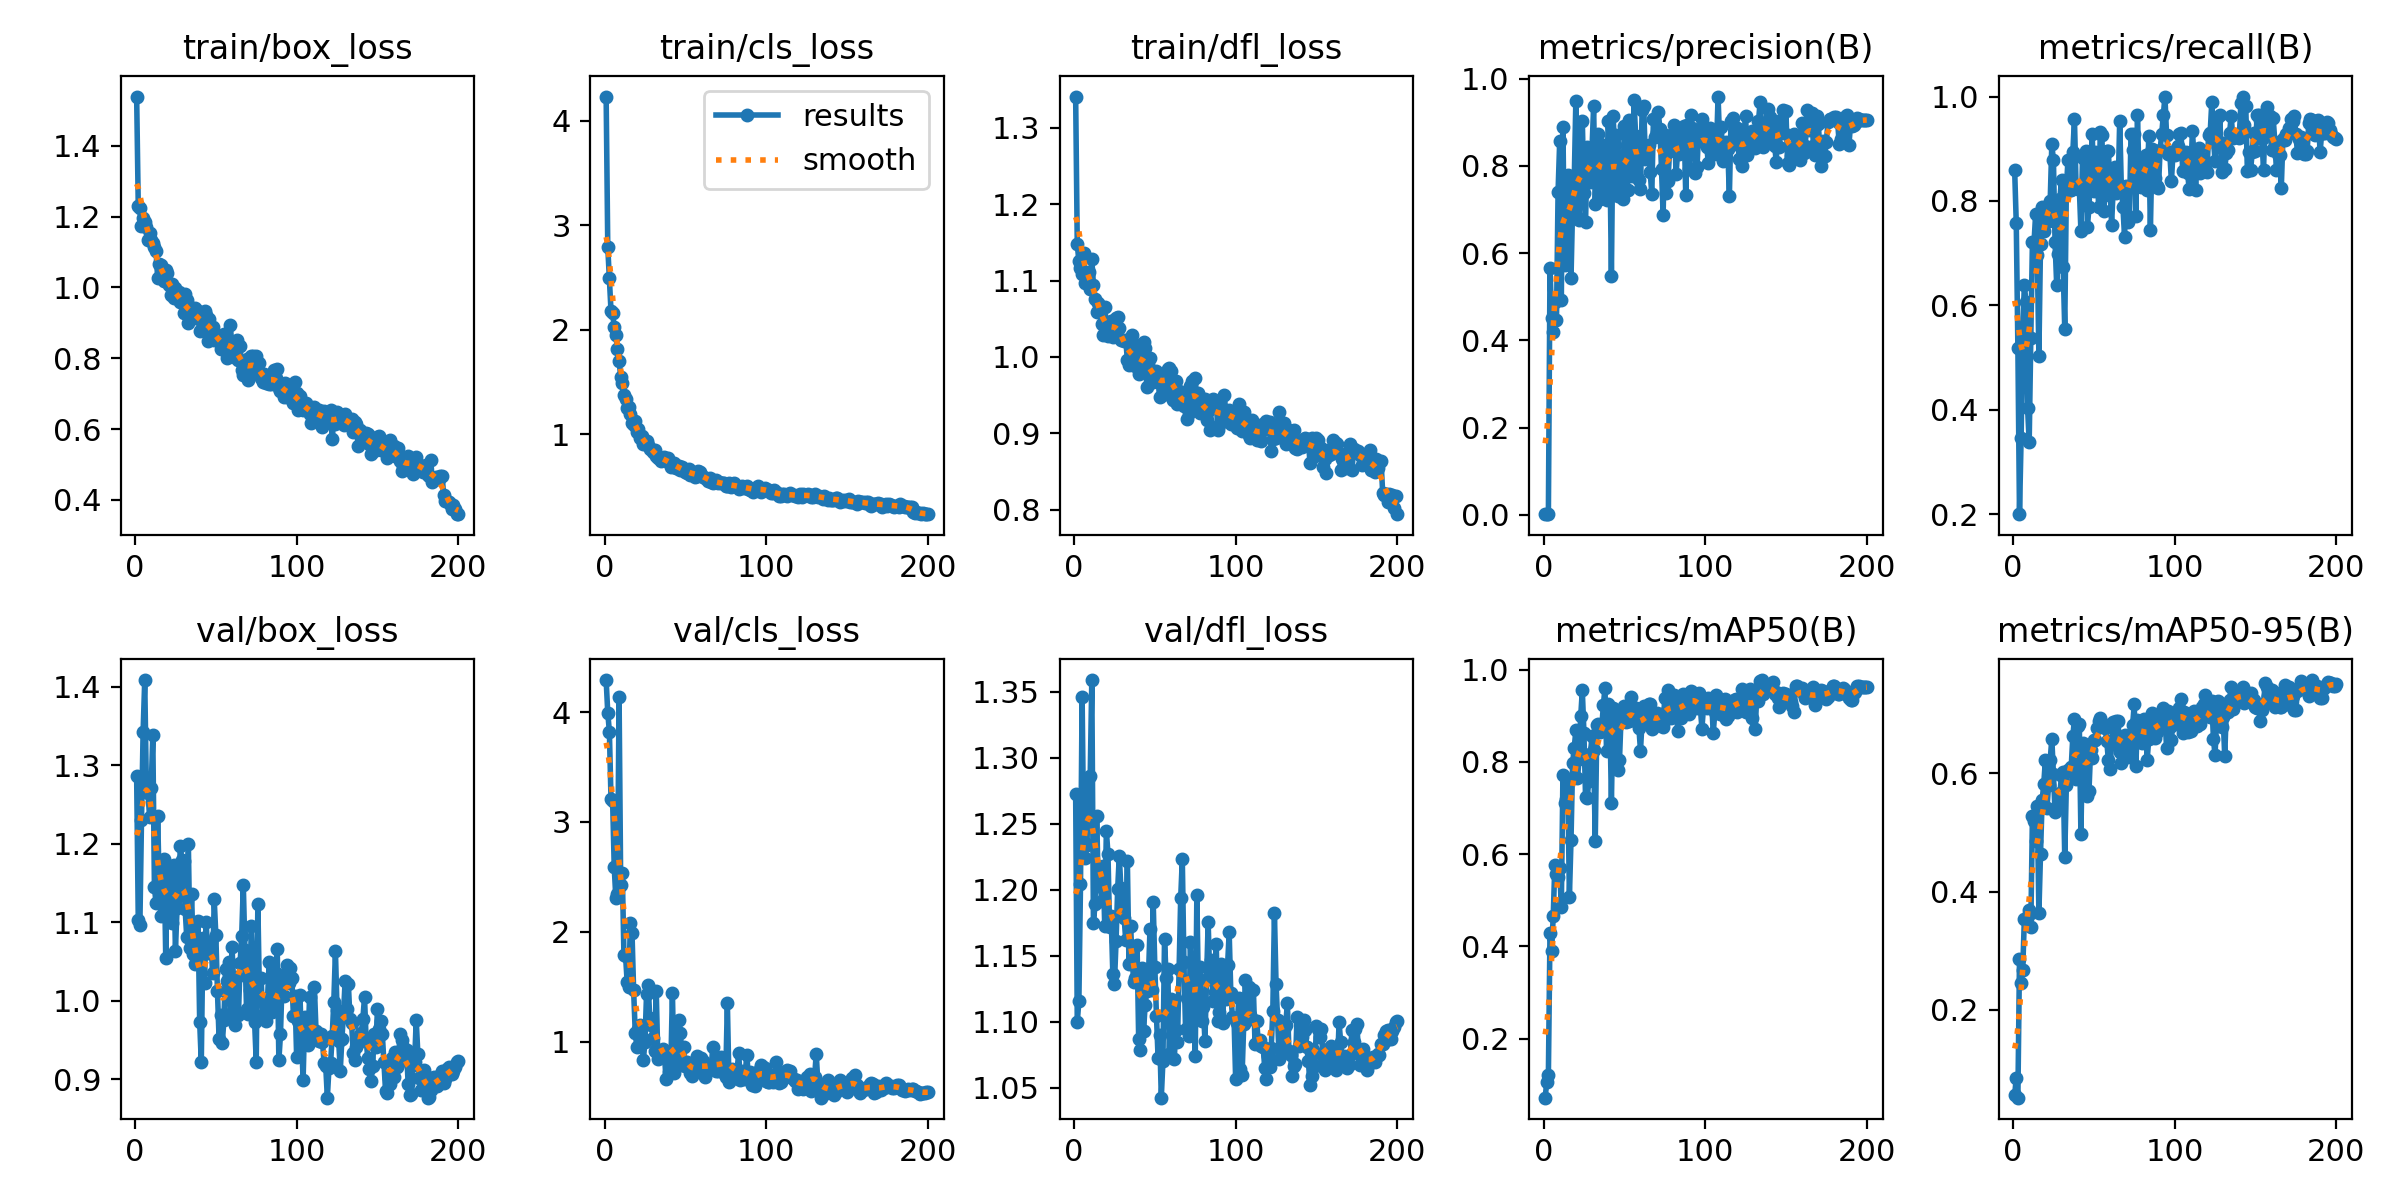 train/box_loss
train/cls_loss
train/dfl_loss
metrics/precision(B)
metrics/recall(B)
1.4
1.2
1.0
0.8
0.6
0.4
0 100 200
4
3
2
1
results
smooth
0 100 200
1.3
1.2
1.1
1.0
0.9
0.8
0 100 200
1.0
0.8
0.6
0.4
0.2
0.0
0 100 200
1.0
0.8
0.6
0.4
0.2
0 100 200
val/box_loss
val/cls_loss
val/dfl_loss
metrics/mAP50(B)
metrics/mAP50-95(B)
1.4
1.3
1.2
1.1
1.0
0.9
0 100 200
4
3
2
1
0 100 200
1.35
1.30
1.25
1.20
1.15
1.10
1.05
0 100 200
1.0
0.8
0.6
0.4
0.2
0 100 200
0.6
0.4
0.2
0 100 200